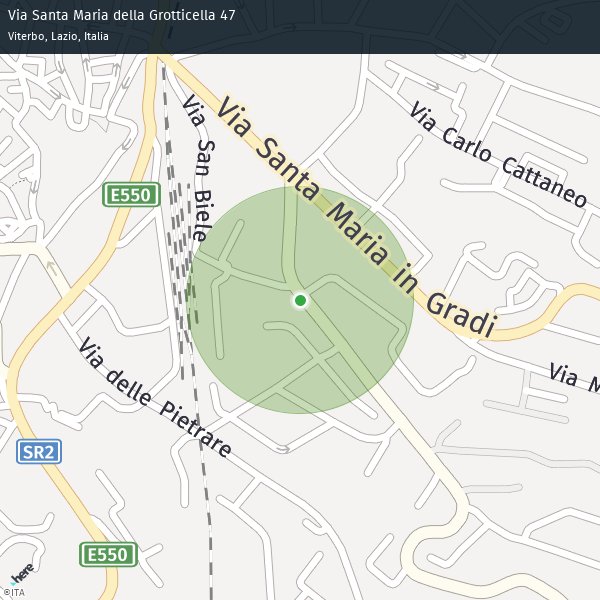 Via Santa Maria della Grotticella 47
Viterbo, Lazio, Italia
Via San Biele
Via Santa Maria in Gradi
Via Carlo Cattaneo
E550
Via delle Pietrare
Via M
SR2
E550
here
©ITA